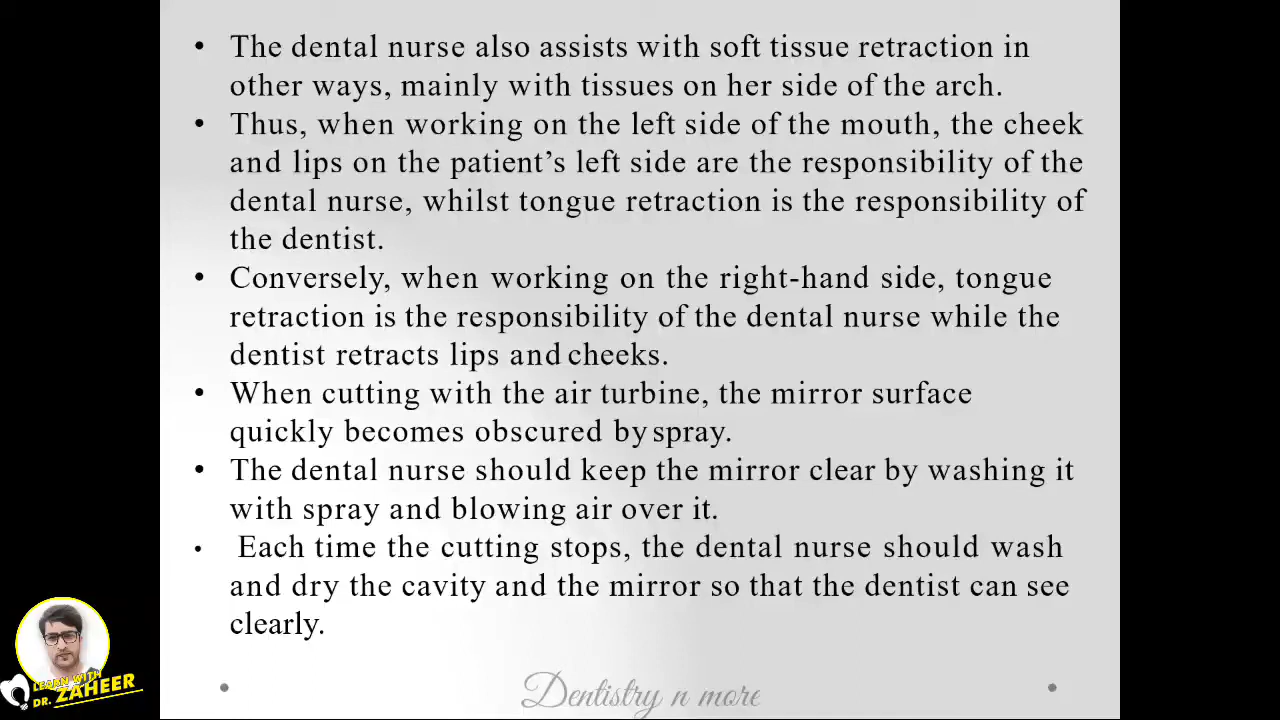 • The dental nurse also assists with soft tissue retraction in
other ways, mainly with tissues on her side of the arch.
• Thus, when working on the left side of the mouth, the cheek
and lips on the patient’s left side are the responsibility of the
dental nurse, whilst tongue retraction is the responsibility of
the dentist.
• Conversely, when working on the right-hand side, tongue
retraction is the responsibility of the dental nurse while the
dentist retracts lips and cheeks.
• When cutting with the air turbine, the mirror surface
quickly becomes obscured by spray.
• The dental nurse should keep the mirror clear by washing it
with spray and blowing air over it.
• Each time the cutting stops, the dental nurse should wash
and dry the cavity and the mirror so that the dentist can see
clearly.
LEARN WITH
DR. ZAHEER
Dentistry n more